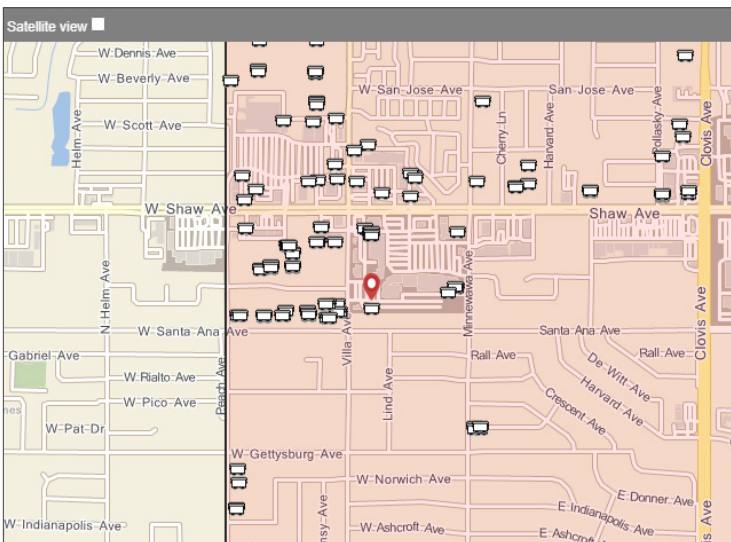 Satellite view
W Dennis Ave
W Beverly Ave
W San Jose Ave
San Jose Ave
W Scott Ave
Helm Ave
Cherry Ln
Harvard Ave
Pollasky Ave
Clovis Ave
W Shaw Ave
Shaw Ave
N Helm Ave
Minnewawa Ave
Clovis Ave
W Santa Ana Ave
Santa Ana Ave
Villa Ave
Gabriel Ave
Rall Ave
Rall Ave
De Witt Ave
W Rialto Ave
Peach Ave
Lind Ave
Harvard Ave
W Pico Ave
Crescent Ave
W Pat Dr
W Gettysburg Ave
W Norwich Ave
E Donner Ave
E Indianapolis Ave
W Indianapolis Ave
W Ashcroft Ave